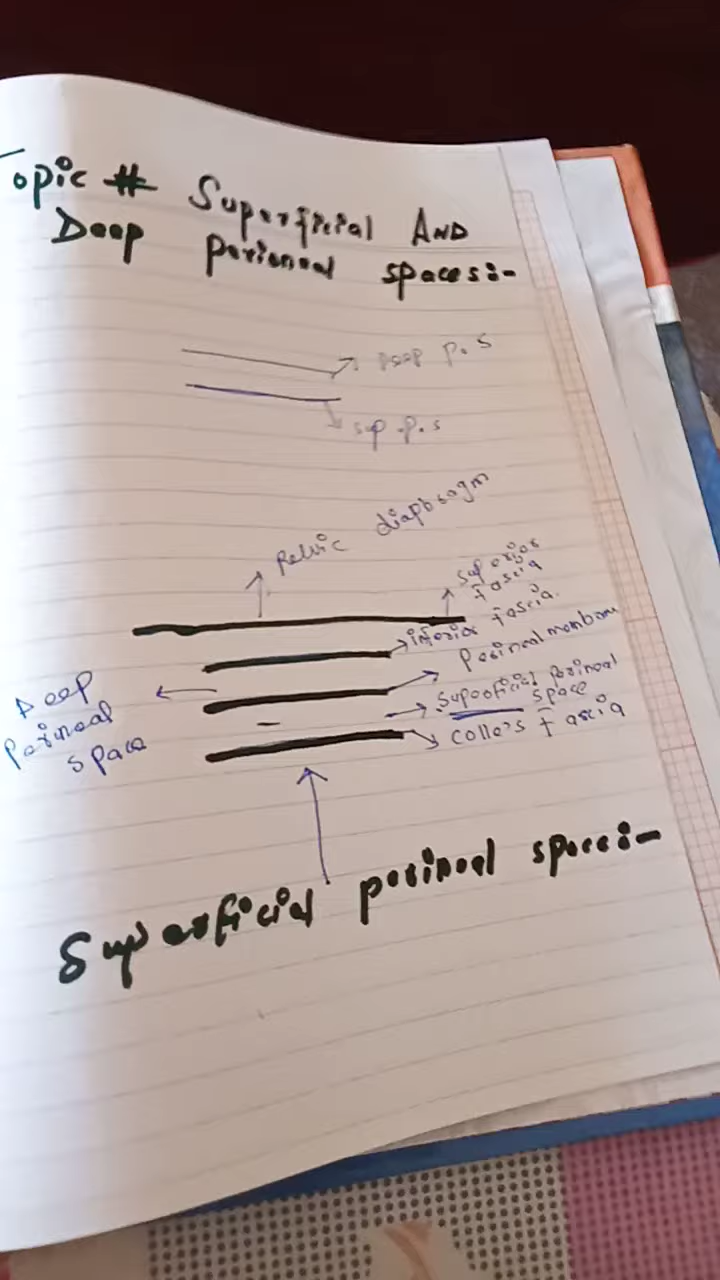 Topic # Superficial AND
Deep perineal spaces:-
Deep p.s
sup.p.s
Pelvic diaphragm
superior
fascia
inferior fascia.
Perineal membrane
superficial perineal
space
Deep
perineal
space
colle's fascia
Superficial perineal space:-